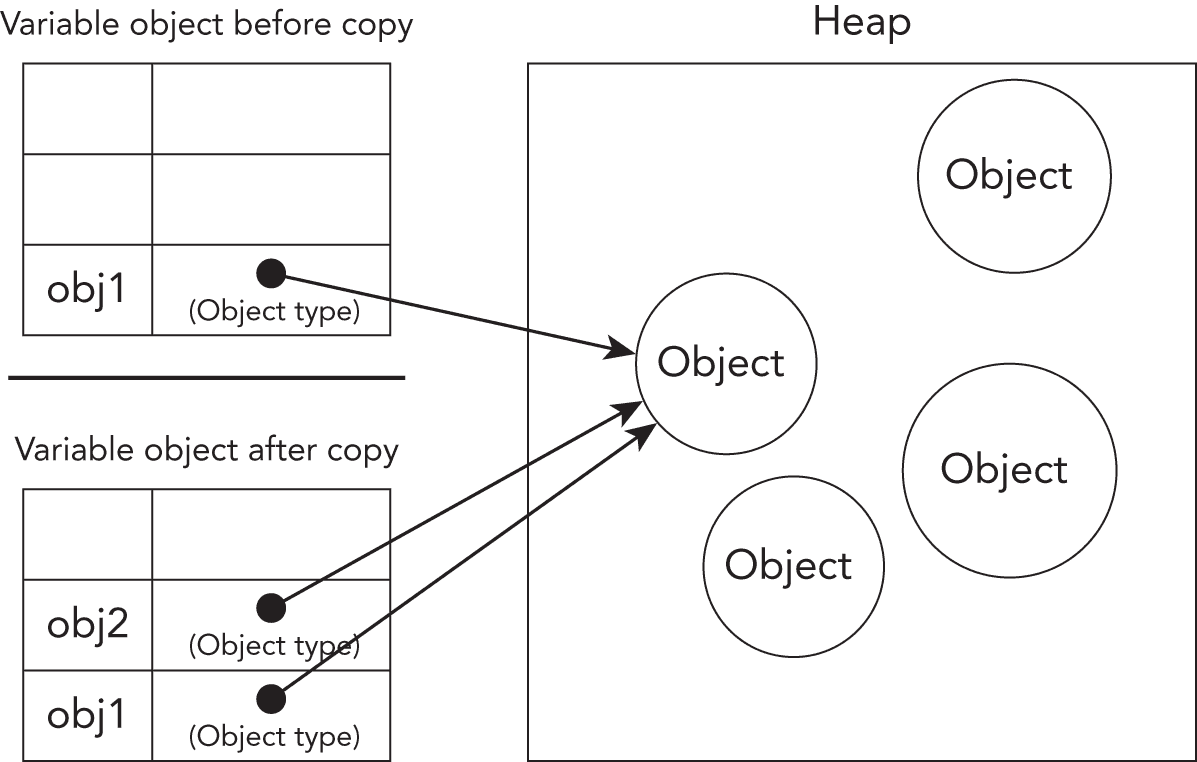 Variable object before copy
obj1
(Object type)
Variable object after copy
obj2
(Object type)
obj1
(Object type)
Heap
Object
Object
Object
Object